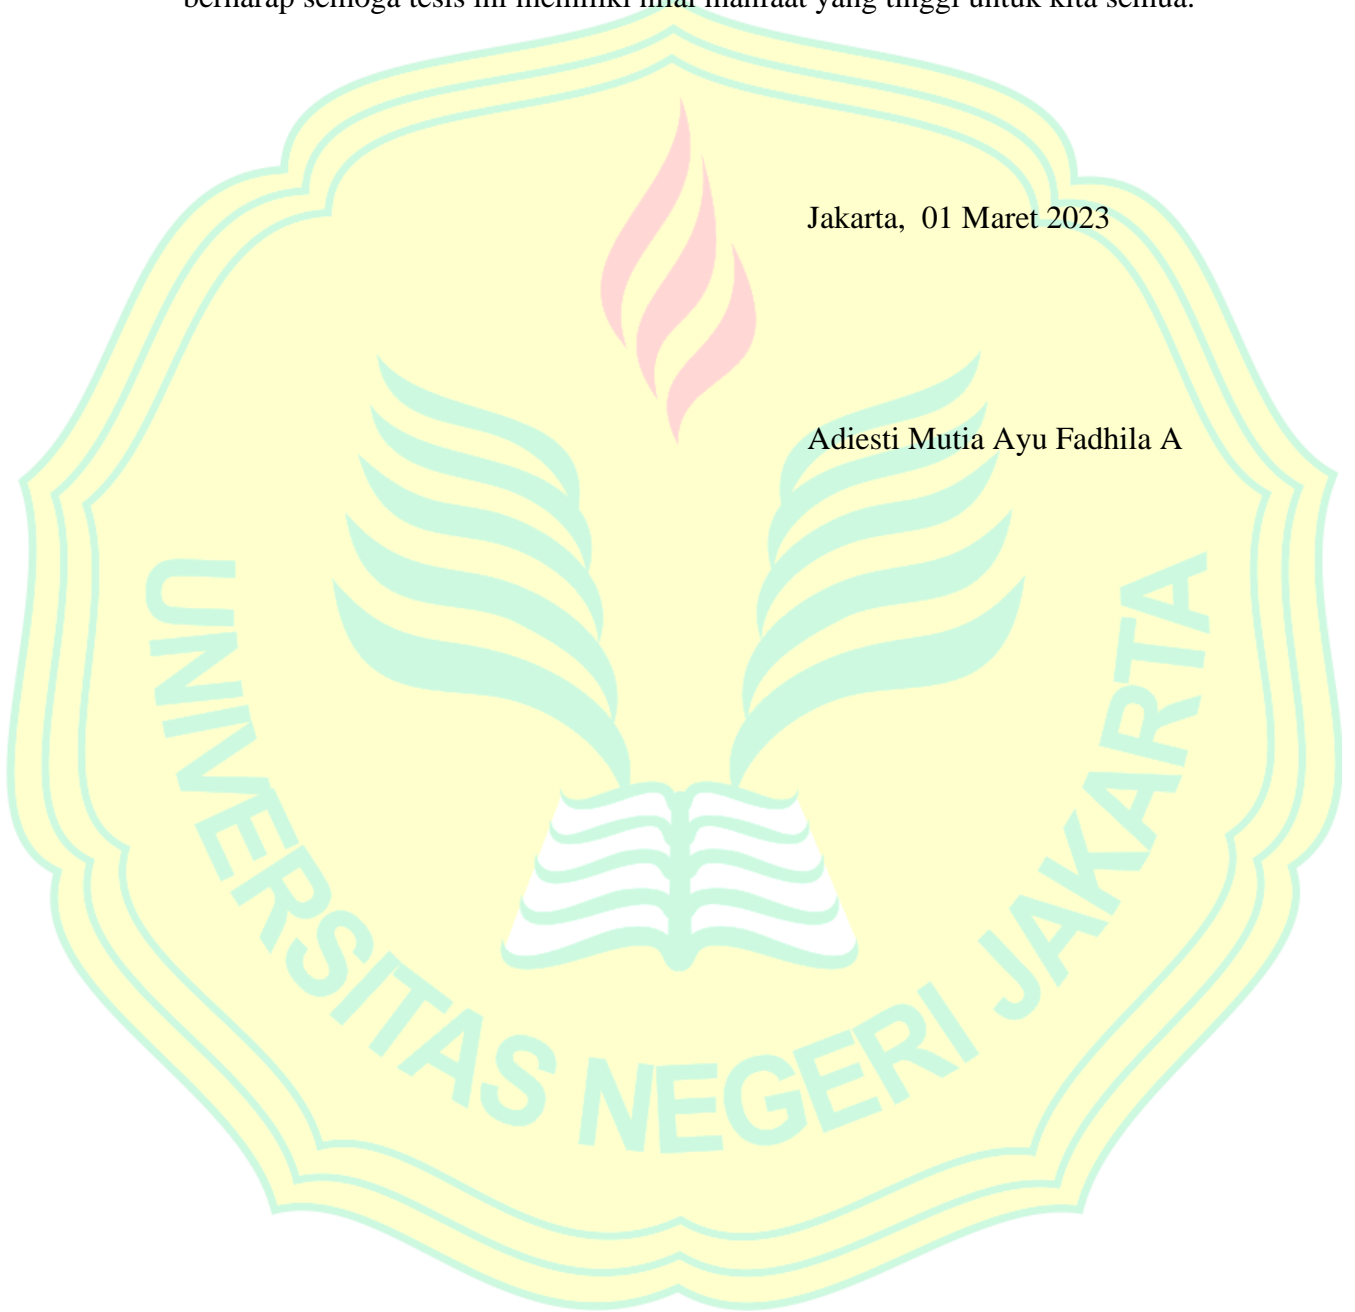 berharap semoga tesis ini memiliki nilai manfaat yang tinggi untuk kita semua.
Jakarta,  01 Maret 2023
Adiesti Mutia Ayu Fadhila A
UNIVERSITAS NEGERI JAKARTA